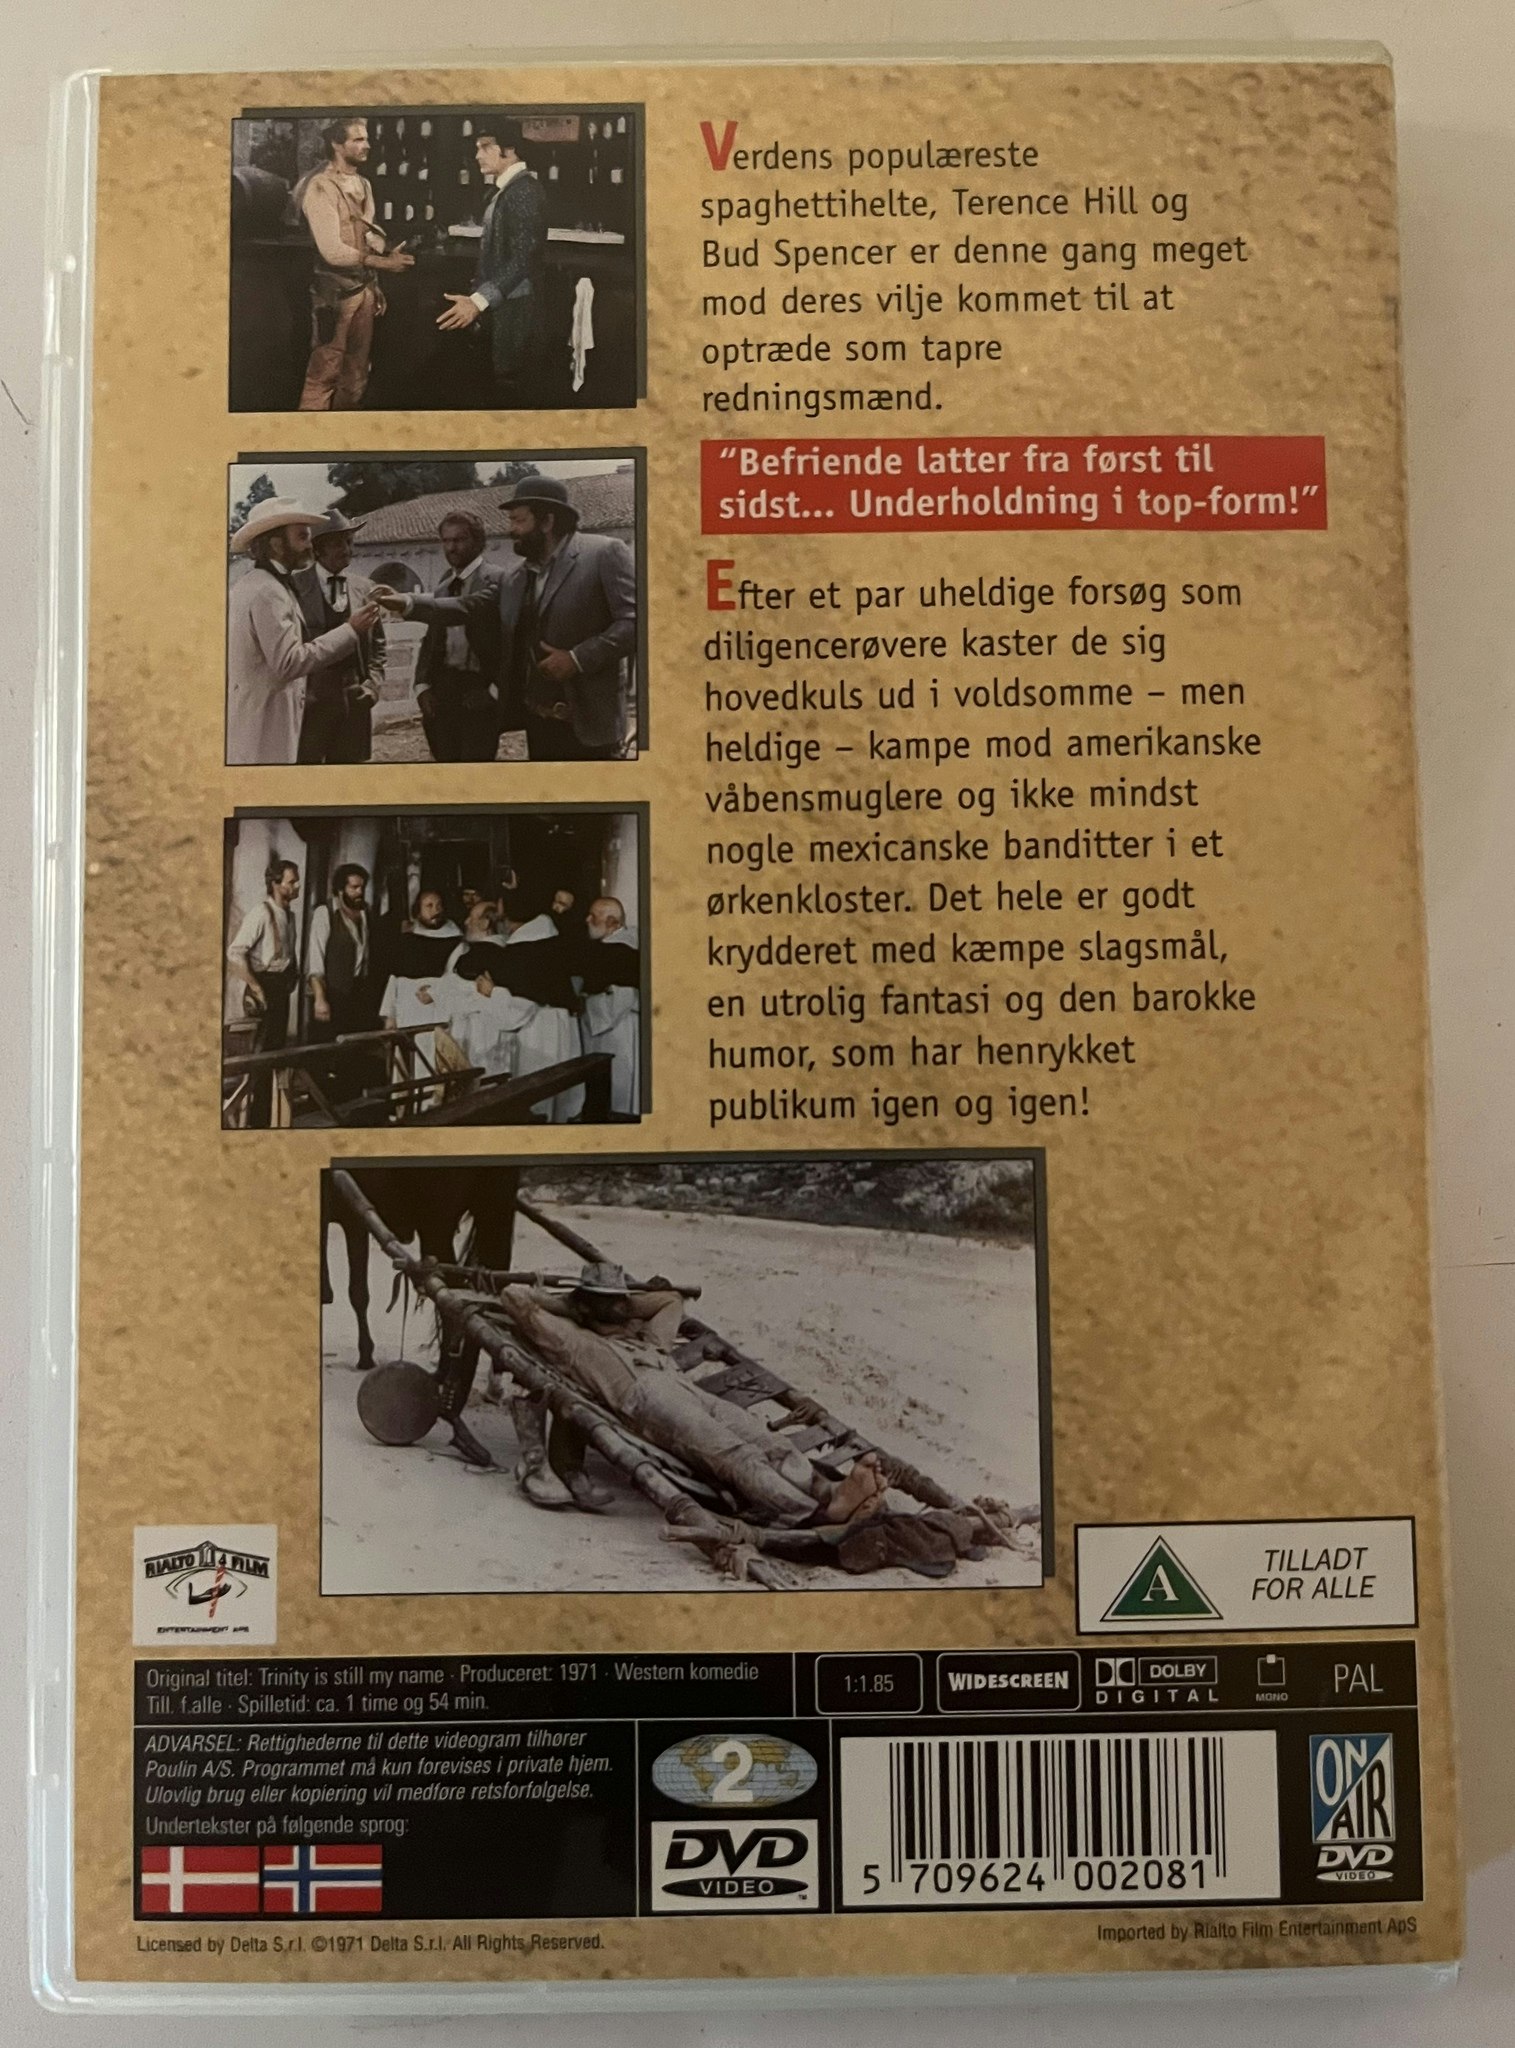 Verdens populæreste
spaghettihelte, Terence Hill og
Bud Spencer er denne gang meget
mod deres vilje kommet til at
optræde som tapre
redningsmænd.
“Befriende latter fra først til
sidst... Underholdning i top-form!”
Efter et par uheldige forsøg som
diligencerøvere kaster de sig
hovedkuls ud i voldsomme – men
heldige – kampe mod amerikanske
våbensmuglere og ikke mindst
nogle mexicanske banditter i et
ørkenkloster. Det hele er godt
krydderet med kæmpe slagsmål,
en utrolig fantasi og den barokke
humor, som har henrykket
publikum igen og igen!
RIALTO FILM
ENTERTAINMENT APS
A
TILLADT
FOR ALLE
Original titel: Trinity is still my name · Produceret: 1971 · Western komedie
Till. f.alle · Spilletid: ca. 1 time og 54 min.
1:1.85
WIDESCREEN
DOLBY
DIGITAL
MONO
PAL
ADVARSEL: Rettighederne til dette videogram tilhører
Poulin A/S. Programmet må kun forevises i private hjem.
Ulovlig brug eller kopiering vil medføre retsforfølgelse.
Undertekster på følgende sprog:
2
DVD
VIDEO
TM
5 709624 002081
ON
AIR
DVD
VIDEO
Licensed by Delta S.r.l. ©1971 Delta S.r.l. All Rights Reserved.
Imported by Rialto Film Entertainment ApS